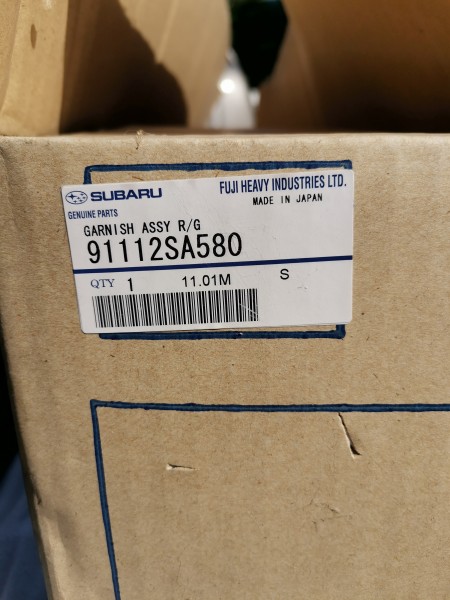 SUBARU
FUJI HEAVY INDUSTRIES LTD.
GENUINE PARTS
MADE IN JAPAN
GARNISH ASSY R/G
91112SA580
QTY 1 11.01M S